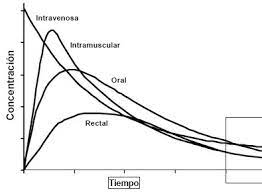 Intravenosa
Intramuscular
Oral
Rectal
Concentración
Tiempo